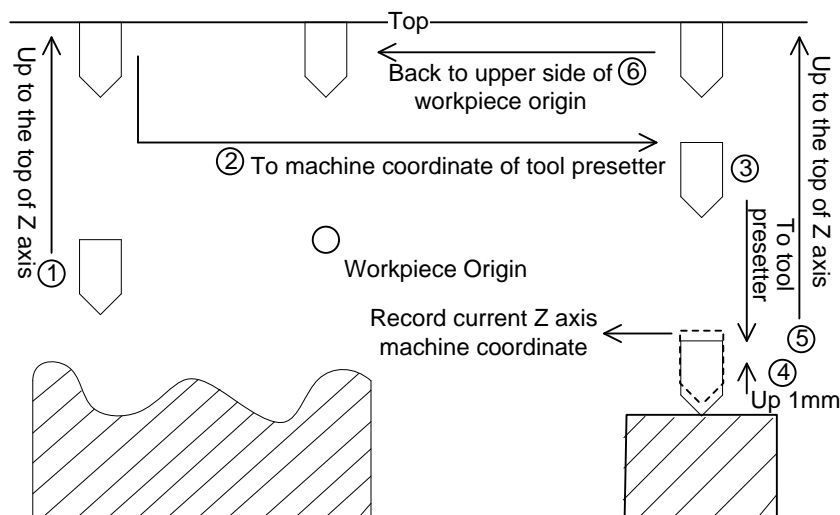 Top
Up to the top of Z axis
①
Back to upper side of ⑥
workpiece origin
② To machine coordinate of tool presetter
③
Up to the top of Z axis
To tool
presetter
Workpiece Origin
Record current Z axis
machine coordinate
⑤
④
Up 1mm